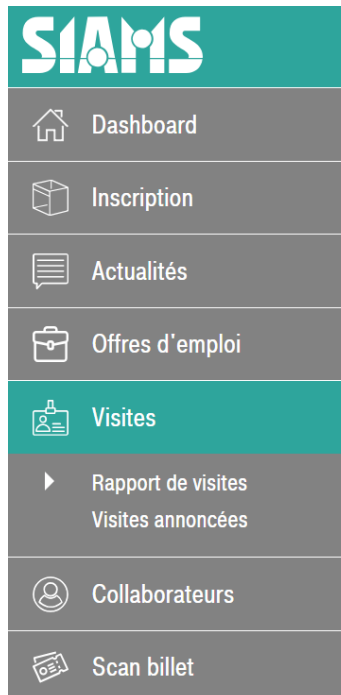 SIAMS
Dashboard
Inscription
Actualités
Offres d'emploi
Visites
Rapport de visites
Visites annoncées
Collaborateurs
Scan billet